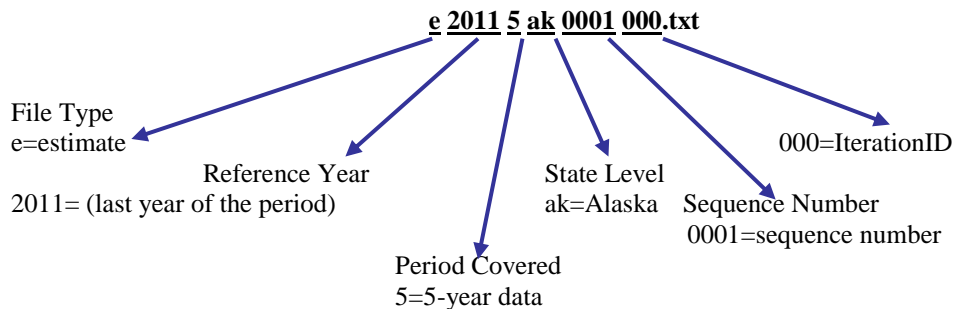 e 2011 5 ak 0001 000.txt
File Type
e=estimate
000=IterationID
Reference Year
2011= (last year of the period)
State Level
ak=Alaska
Sequence Number
0001=sequence number
Period Covered
5=5-year data